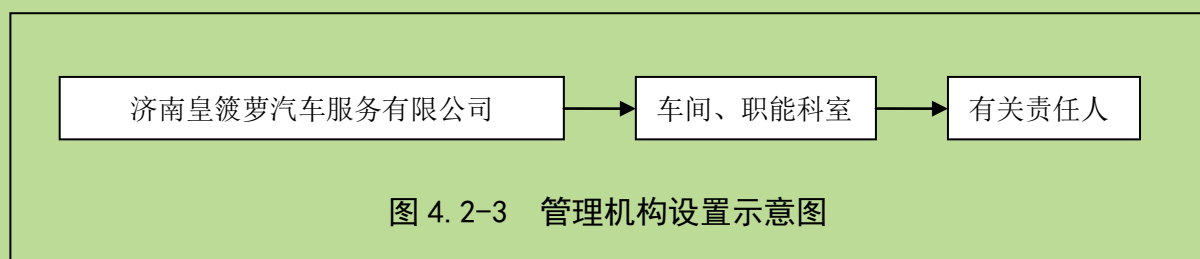 济南皇箥萝汽车服务有限公司
车间、职能科室
有关责任人
图 4.2-3 管理机构设置示意图